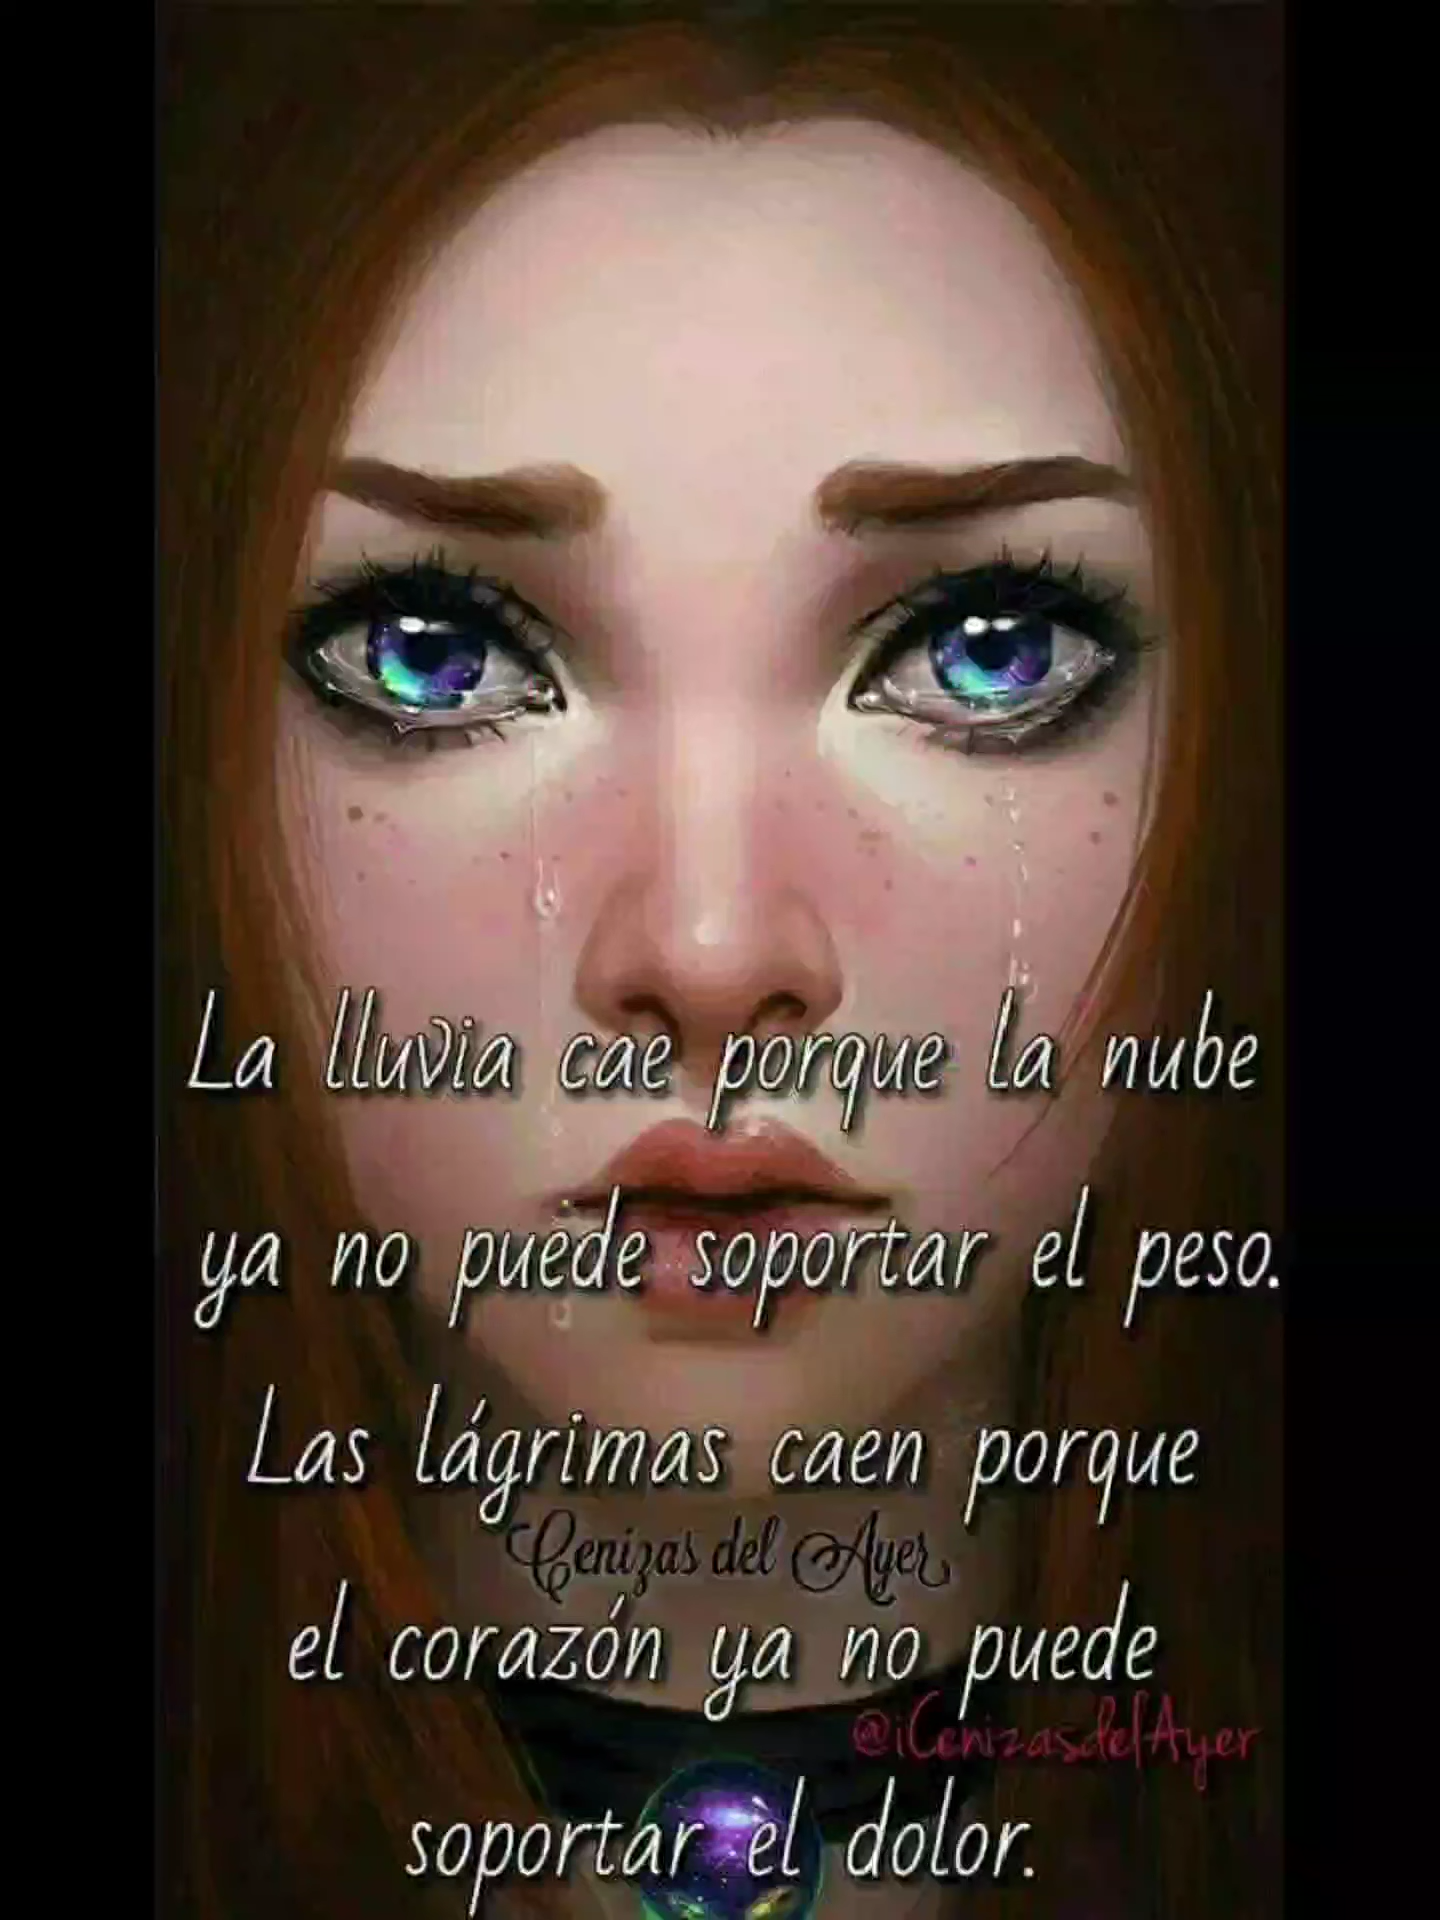 La lluvia cae porque la nube
ya no puede soportar el peso.
Las lágrimas caen porque
Cenizas del Ayer
el corazón ya no puede
@iCenizasdelAyer
soportar el dolor.